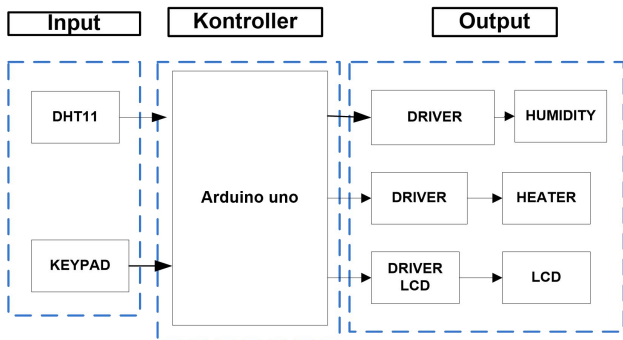 Input
Kontroller
Output
DHT11
KEYPAD
Arduino uno
DRIVER
HUMIDITY
DRIVER
HEATER
DRIVER
LCD
LCD